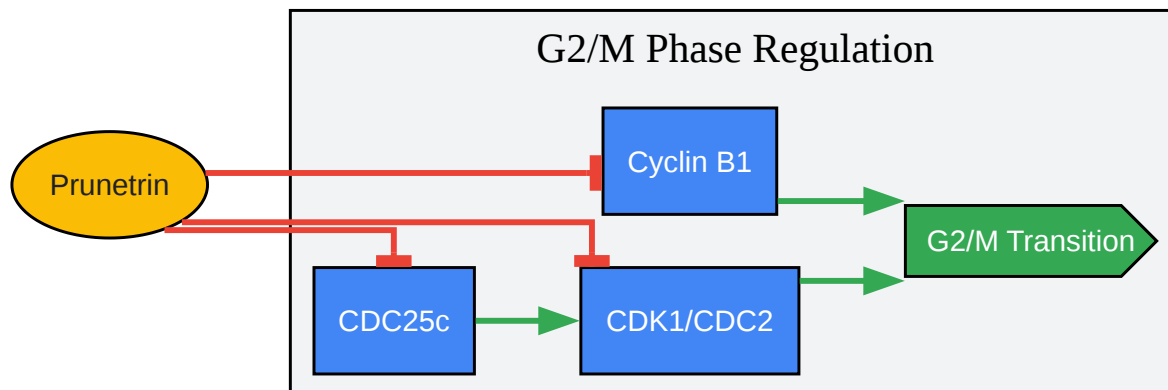 G2/M Phase Regulation
Cyclin B1
Prunetrin
G2/M Transition
CDC25c
CDK1/CDC2